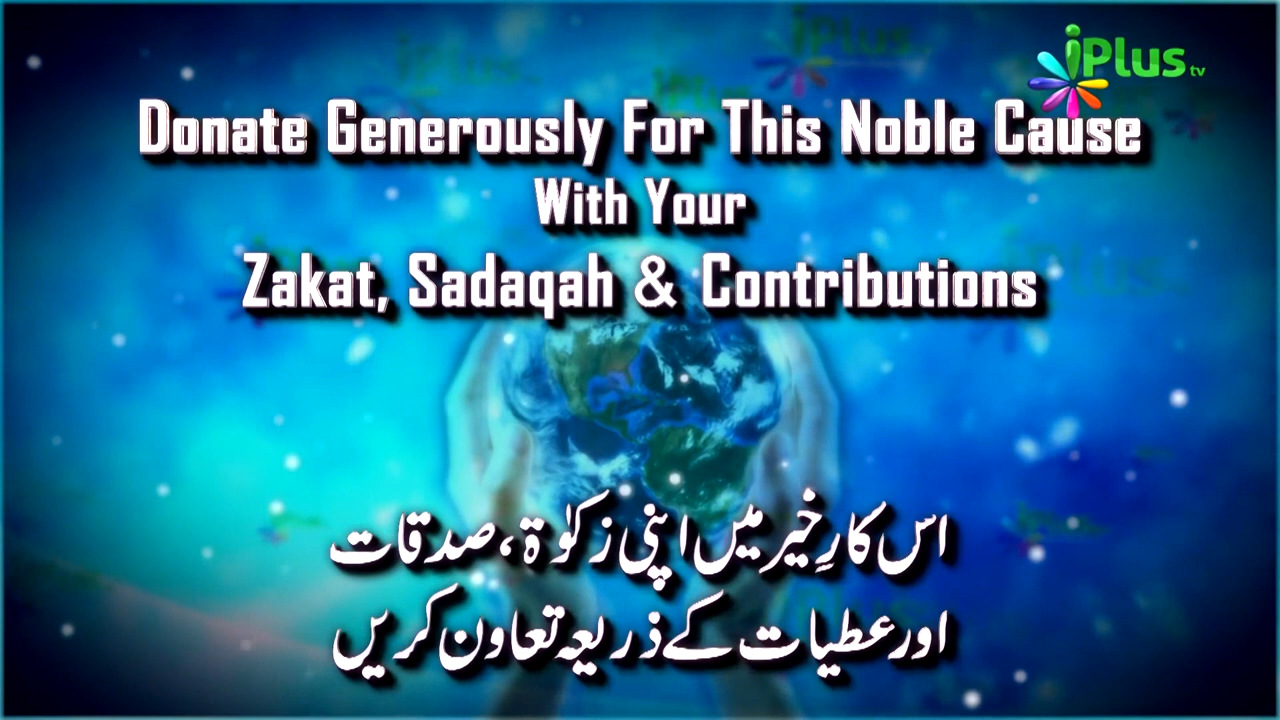 iPlus tv
Donate Generously For This Noble Cause
With Your
Zakat, Sadaqah & Contributions
اس کارِ خیر میں اپنی زکوٰۃ، صدقات
اور عطیات کے ذریعہ تعاون کریں